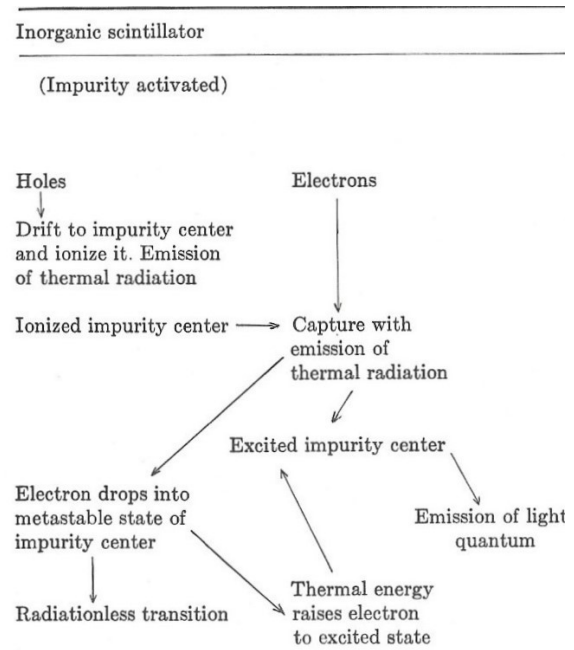 Inorganic scintillator
(Impurity activated)
Holes
Electrons
Drift to impurity center
and ionize it. Emission
of thermal radiation
Ionized impurity center
Capture with
emission of
thermal radiation
Excited impurity center
Electron drops into
metastable state of
impurity center
Emission of light
quantum
Radiationless transition
Thermal energy
raises electron
to excited state